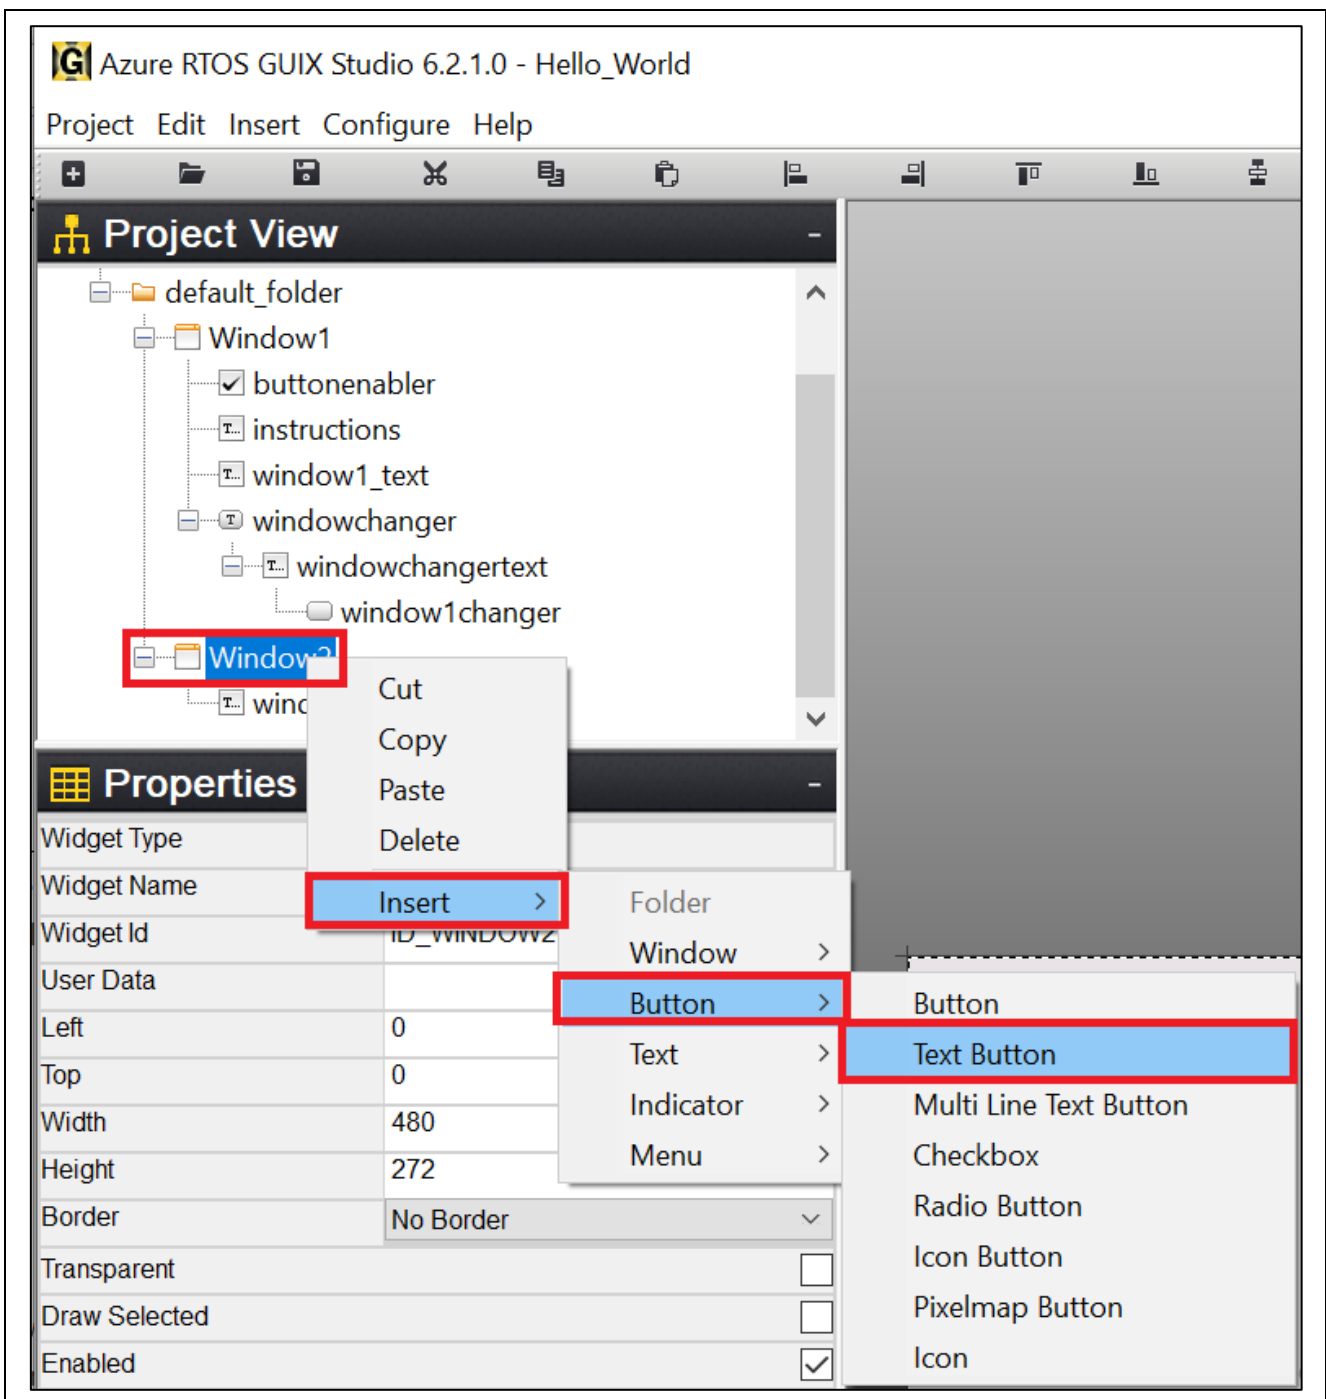 Azure RTOS GUIX Studio 6.2.1.0 - Hello_World
Project Edit Insert Configure Help
Project View
default_folder
Window1
buttonenabler
instructions
window1_text
windowchanger
windowchangertext
window1changer
Window2
Cut
Copy
Paste
Delete
Insert
Properties
Widget Type
Widget Name
Widget Id ID_WINDOW2
User Data
Left 0
Top 0
Width 480
Height 272
Border No Border
Transparent
Draw Selected
Enabled
Folder
Window
Button
Text
Indicator
Menu
Button
Text Button
Multi Line Text Button
Checkbox
Radio Button
Icon Button
Pixelmap Button
Icon